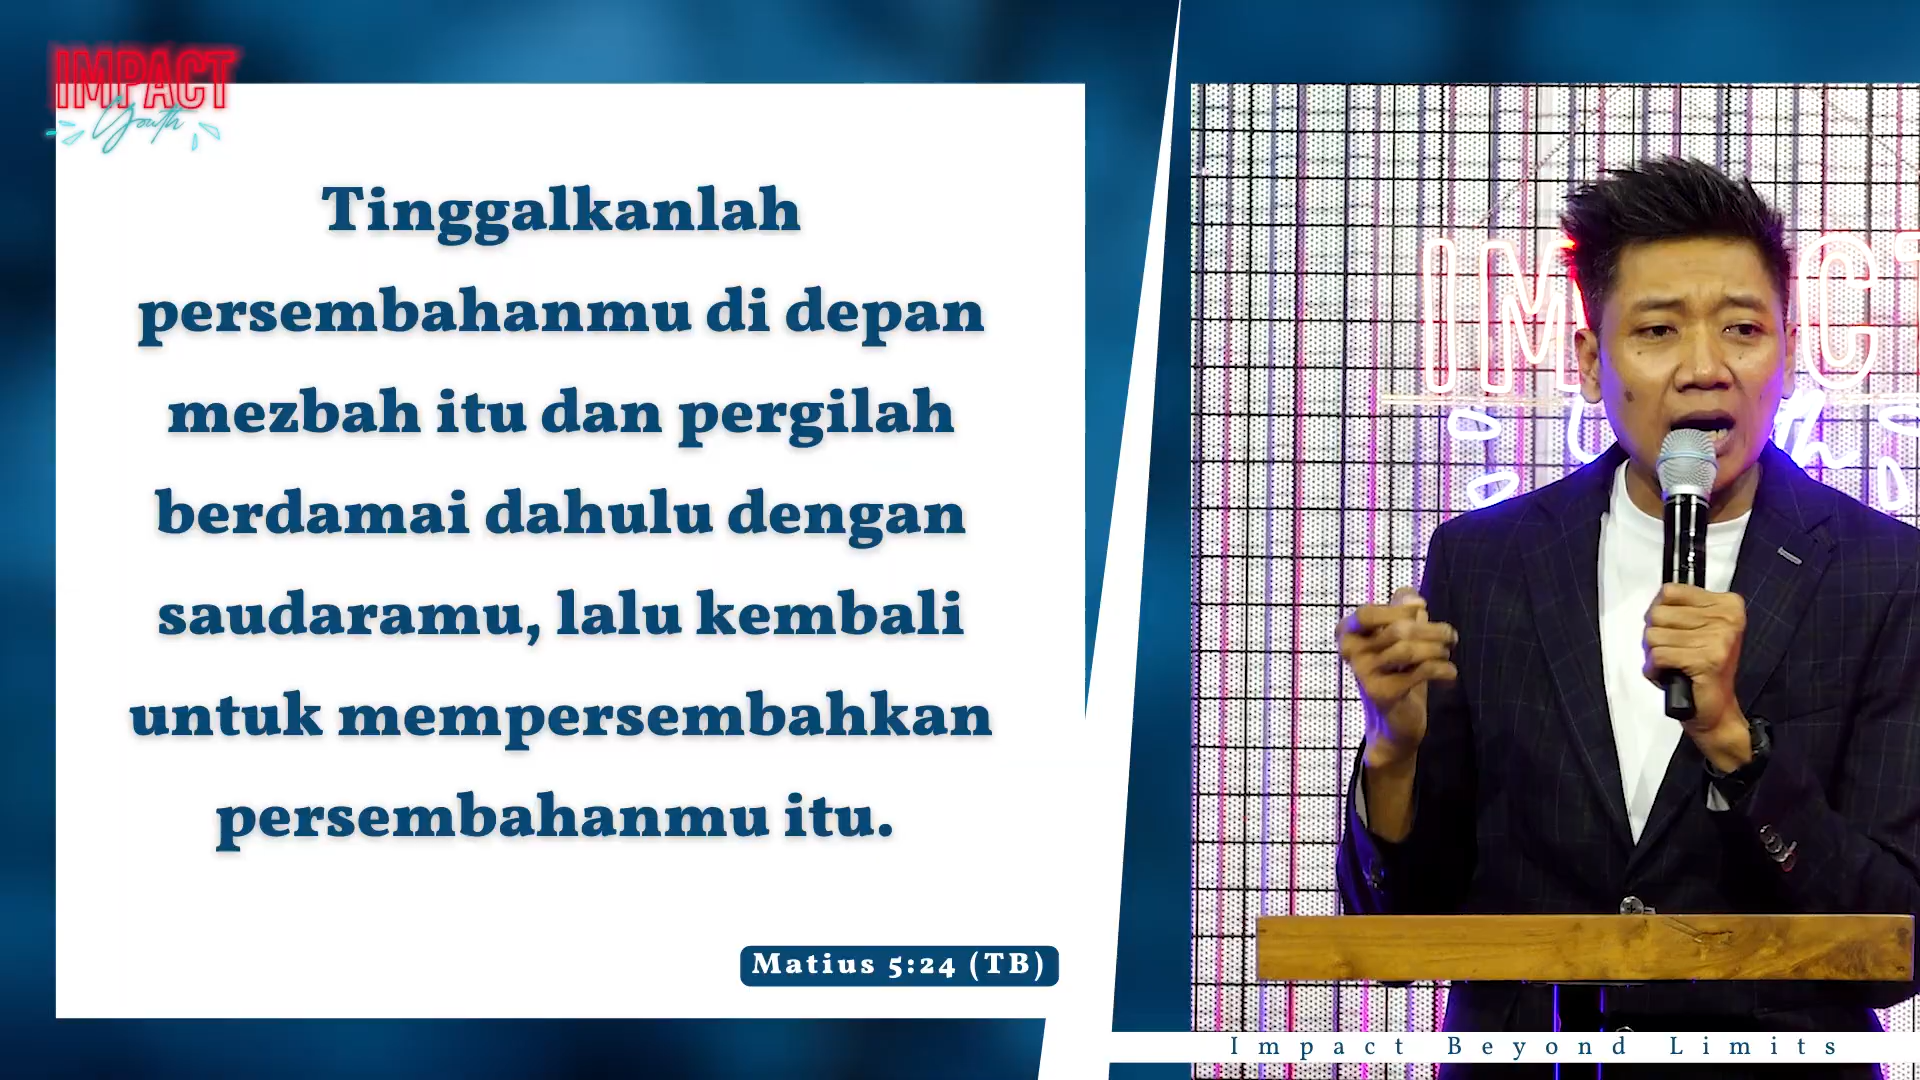 IMPACT
Youth
Tinggalkanlah
persembahanmu di depan
mezbah itu dan pergilah
berdamai dahulu dengan
saudaramu, lalu kembali
untuk mempersembahkan
persembahanmu itu.
Matius 5:24 (TB)
Impact Beyond Limits